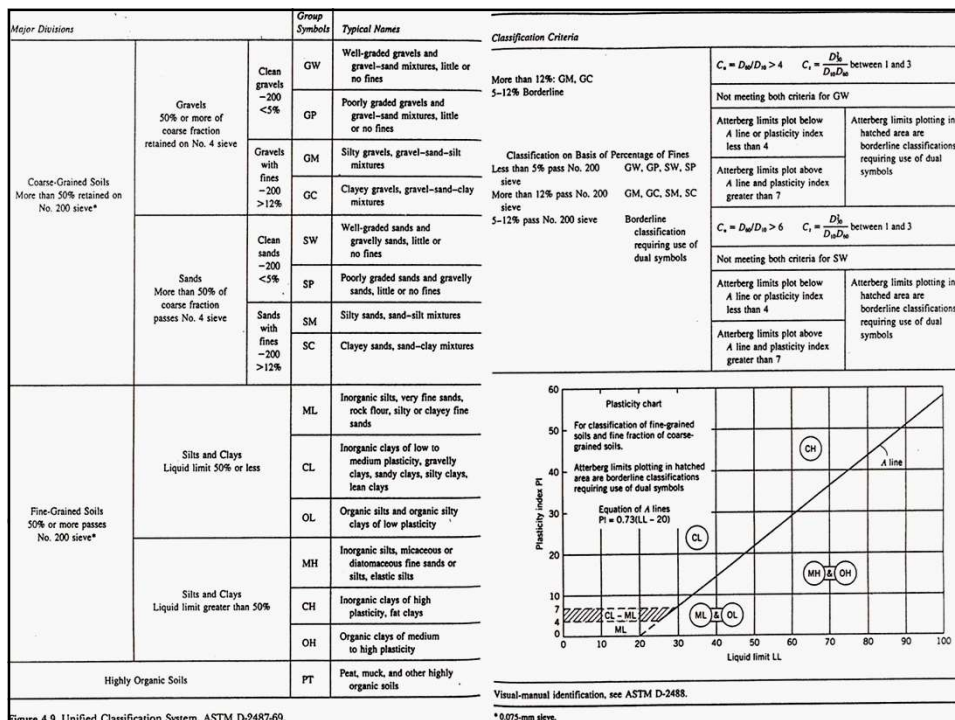 Major Divisions
Group
Symbols
Typical Names
Coarse-Grained Soils
More than 50% retained on
No. 200 sieve*
Gravels
50% or more of
coarse fraction
retained on No. 4 sieve
Clean
gravels
−200
<5%
GW
Well-graded gravels and
gravel-sand mixtures, little or
no fines
GP
Poorly graded gravels and
gravel-sand mixtures, little
or no fines
Gravels
with
fines
−200
>12%
GM
Silty gravels, gravel-sand-silt
mixtures
GC
Clayey gravels, gravel-sand-clay
mixtures
Sands
More than 50% of
coarse fraction
passes No. 4 sieve
Clean
sands
−200
<5%
SW
Well-graded sands and
gravelly sands, little or
no fines
SP
Poorly graded sands and gravelly
sands, little or no fines
Sands
with
fines
−200
>12%
SM
Silty sands, sand-silt mixtures
SC
Clayey sands, sand-clay mixtures
Fine-Grained Soils
50% or more passes
No. 200 sieve*
Silts and Clays
Liquid limit 50% or less
ML
Inorganic silts, very fine sands,
rock flour, silty or clayey fine
sands
CL
Inorganic clays of low to
medium plasticity, gravelly
clays, sandy clays, silty clays,
lean clays
OL
Organic silts and organic silty
clays of low plasticity
Silts and Clays
Liquid limit greater than 50%
MH
Inorganic silts, micaceous or
diatomaceous fine sands or
silts, elastic silts
CH
Inorganic clays of high
plasticity, fat clays
OH
Organic clays of medium
to high plasticity
Highly Organic Soils
PT
Peat, muck, and other highly
organic soils
Figure 4.9 Unified Classification System, ASTM D-2487-69.
Classification Criteria
More than 12%: GM, GC
5–12% Borderline
Classification on Basis of Percentage of Fines
Less than 5% pass No. 200 GW, GP, SW, SP
sieve
More than 12% pass No. 200 GM, GC, SM, SC
sieve
5–12% pass No. 200 sieve Borderline
classification
requiring use of
dual symbols
between 1 and 3
Not meeting both criteria for GW
Atterberg limits plot below
A line or plasticity index
less than 4
Atterberg limits plot above
A line and plasticity index
greater than 7
Atterberg limits plotting in
hatched area are
borderline classifications
requiring use of dual
symbols
between 1 and 3
Not meeting both criteria for SW
Atterberg limits plot below
A line or plasticity index
less than 4
Atterberg limits plot above
A line and plasticity index
greater than 7
Atterberg limits plotting in
hatched area are
borderline classifications
requiring use of dual
symbols
Plasticity chart
For classification of fine-grained
soils and fine fraction of coarse-
grained soils.
Atterberg limits plotting in hatched
area are borderline classifications
requiring use of dual symbols
Equation of A lines
PI = 0.73(LL − 20)
CH
A line
CL
MH & OH
CL – ML
ML & OL
ML
Plasticity index PI
60
50
40
30
20
10
7
4
0
0 10 20 30 40 50 60 70 80 90 100
Liquid limit LL
Visual-manual identification, see ASTM D-2488.
* 0.075-mm sieve.